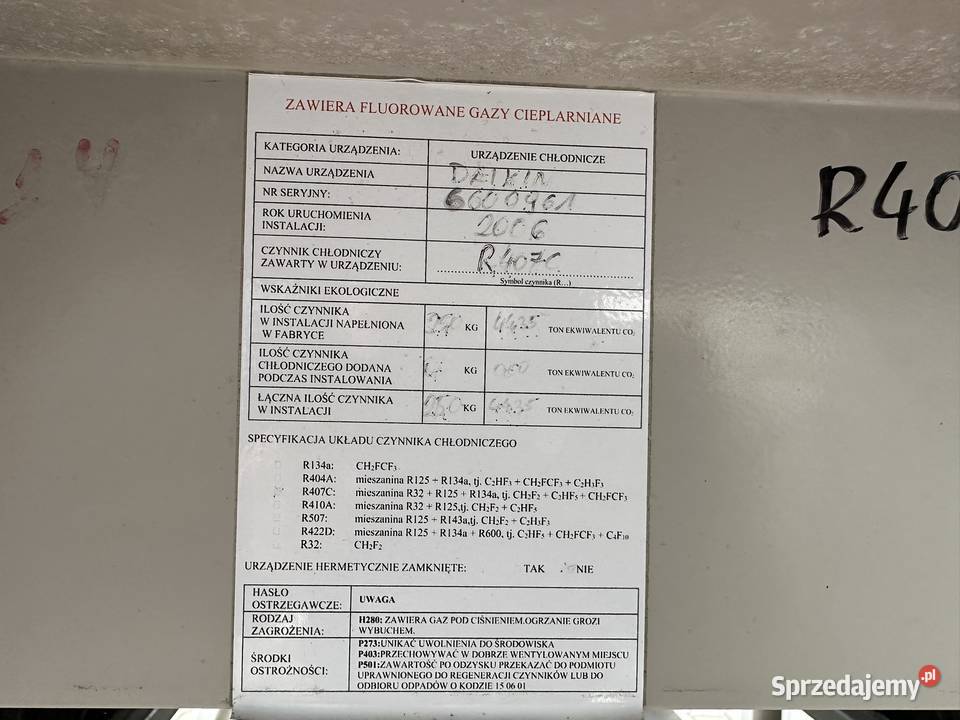 ZAWIERA FLUOROWANE GAZY CIEPLARNIANE
KATEGORIA URZĄDZENIA: URZĄDZENIE CHŁODNICZE
NAZWA URZĄDZENIA DAIKIN
NR SERYJNY: 6600961
ROK URUCHOMIENIA
INSTALACJI: 2006
CZYNNIK CHŁODNICZY
ZAWARTY W URZĄDZENIU: R407C
Symbol czynnika (R...)
WSKAŹNIKI EKOLOGICZNE
ILOŚĆ CZYNNIKA
W INSTALACJI NAPEŁNIONA
W FABRYCE KG TON EKWIWALENTU CO₂
ILOŚĆ CZYNNIKA
CHŁODNICZEGO DODANA
PODCZAS INSTALOWANIA KG TON EKWIWALENTU CO₂
ŁĄCZNA ILOŚĆ CZYNNIKA
W INSTALACJI KG TON EKWIWALENTU CO₂
SPECYFIKACJA UKŁADU CZYNNIKA CHŁODNICZEGO
R134a: CH₂FCF₃
R404A: mieszanina R125 + R134a, tj. C₂HF₃ + CH₂FCF₃ + C₂H₃F₃
R407C: mieszanina R32 + R125 + R134a, tj. CH₂F₂ + C₂HF₅ + CH₂FCF₃
R410A: mieszanina R32 + R125,tj. CH₂F₂ + C₂HF₅
R507: mieszanina R125 + R143a,tj. CH₂F₂ + C₂H₃F₃
R422D: mieszanina R125 + R134a + R600, tj. C₂HF₅ + CH₂FCF₃ + C₄F₁₀
R32: CH₂F₂
URZĄDZENIE HERMETYCZNIE ZAMKNIĘTE: TAK NIE
HASŁO
OSTRZEGAWCZE: UWAGA
RODZAJ
ZAGROŻENIA: H280: ZAWIERA GAZ POD CIŚNIENIEM.OGRZANIE GROZI
WYBUCHEM.
ŚRODKI
OSTROŻNOŚCI: P273:UNIKAĆ UWOLNIENIA DO ŚRODOWISKA
P403:PRZECHOWYWAĆ W DOBRZE WENTYLOWANYM MIEJSCU
P501:ZAWARTOŚĆ PO ODZYSKU PRZEKAZAĆ DO PODMIOTU
UPRAWNIONEGO DO REGENERACJI CZYNNIKÓW LUB DO
ODBIORU ODPADÓW O KODZIE 15 06 01
R40
Sprzedajemy.pl